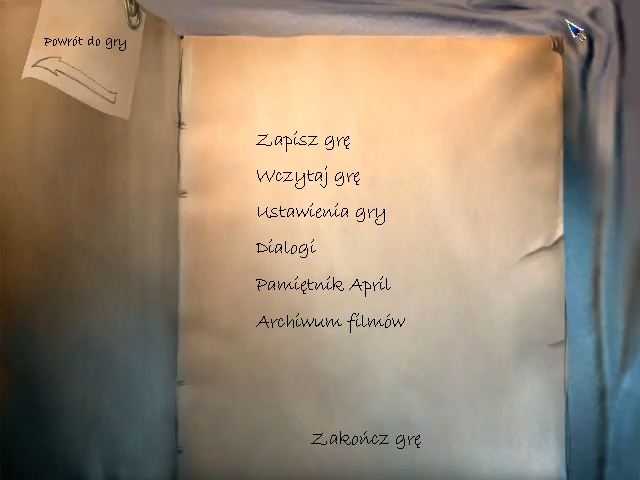 Powrót do gry
Zapisz grę
Wczytaj grę
Ustawienia gry
Dialogi
Pamiętnik April
Archiwum filmów
Zakończ grę